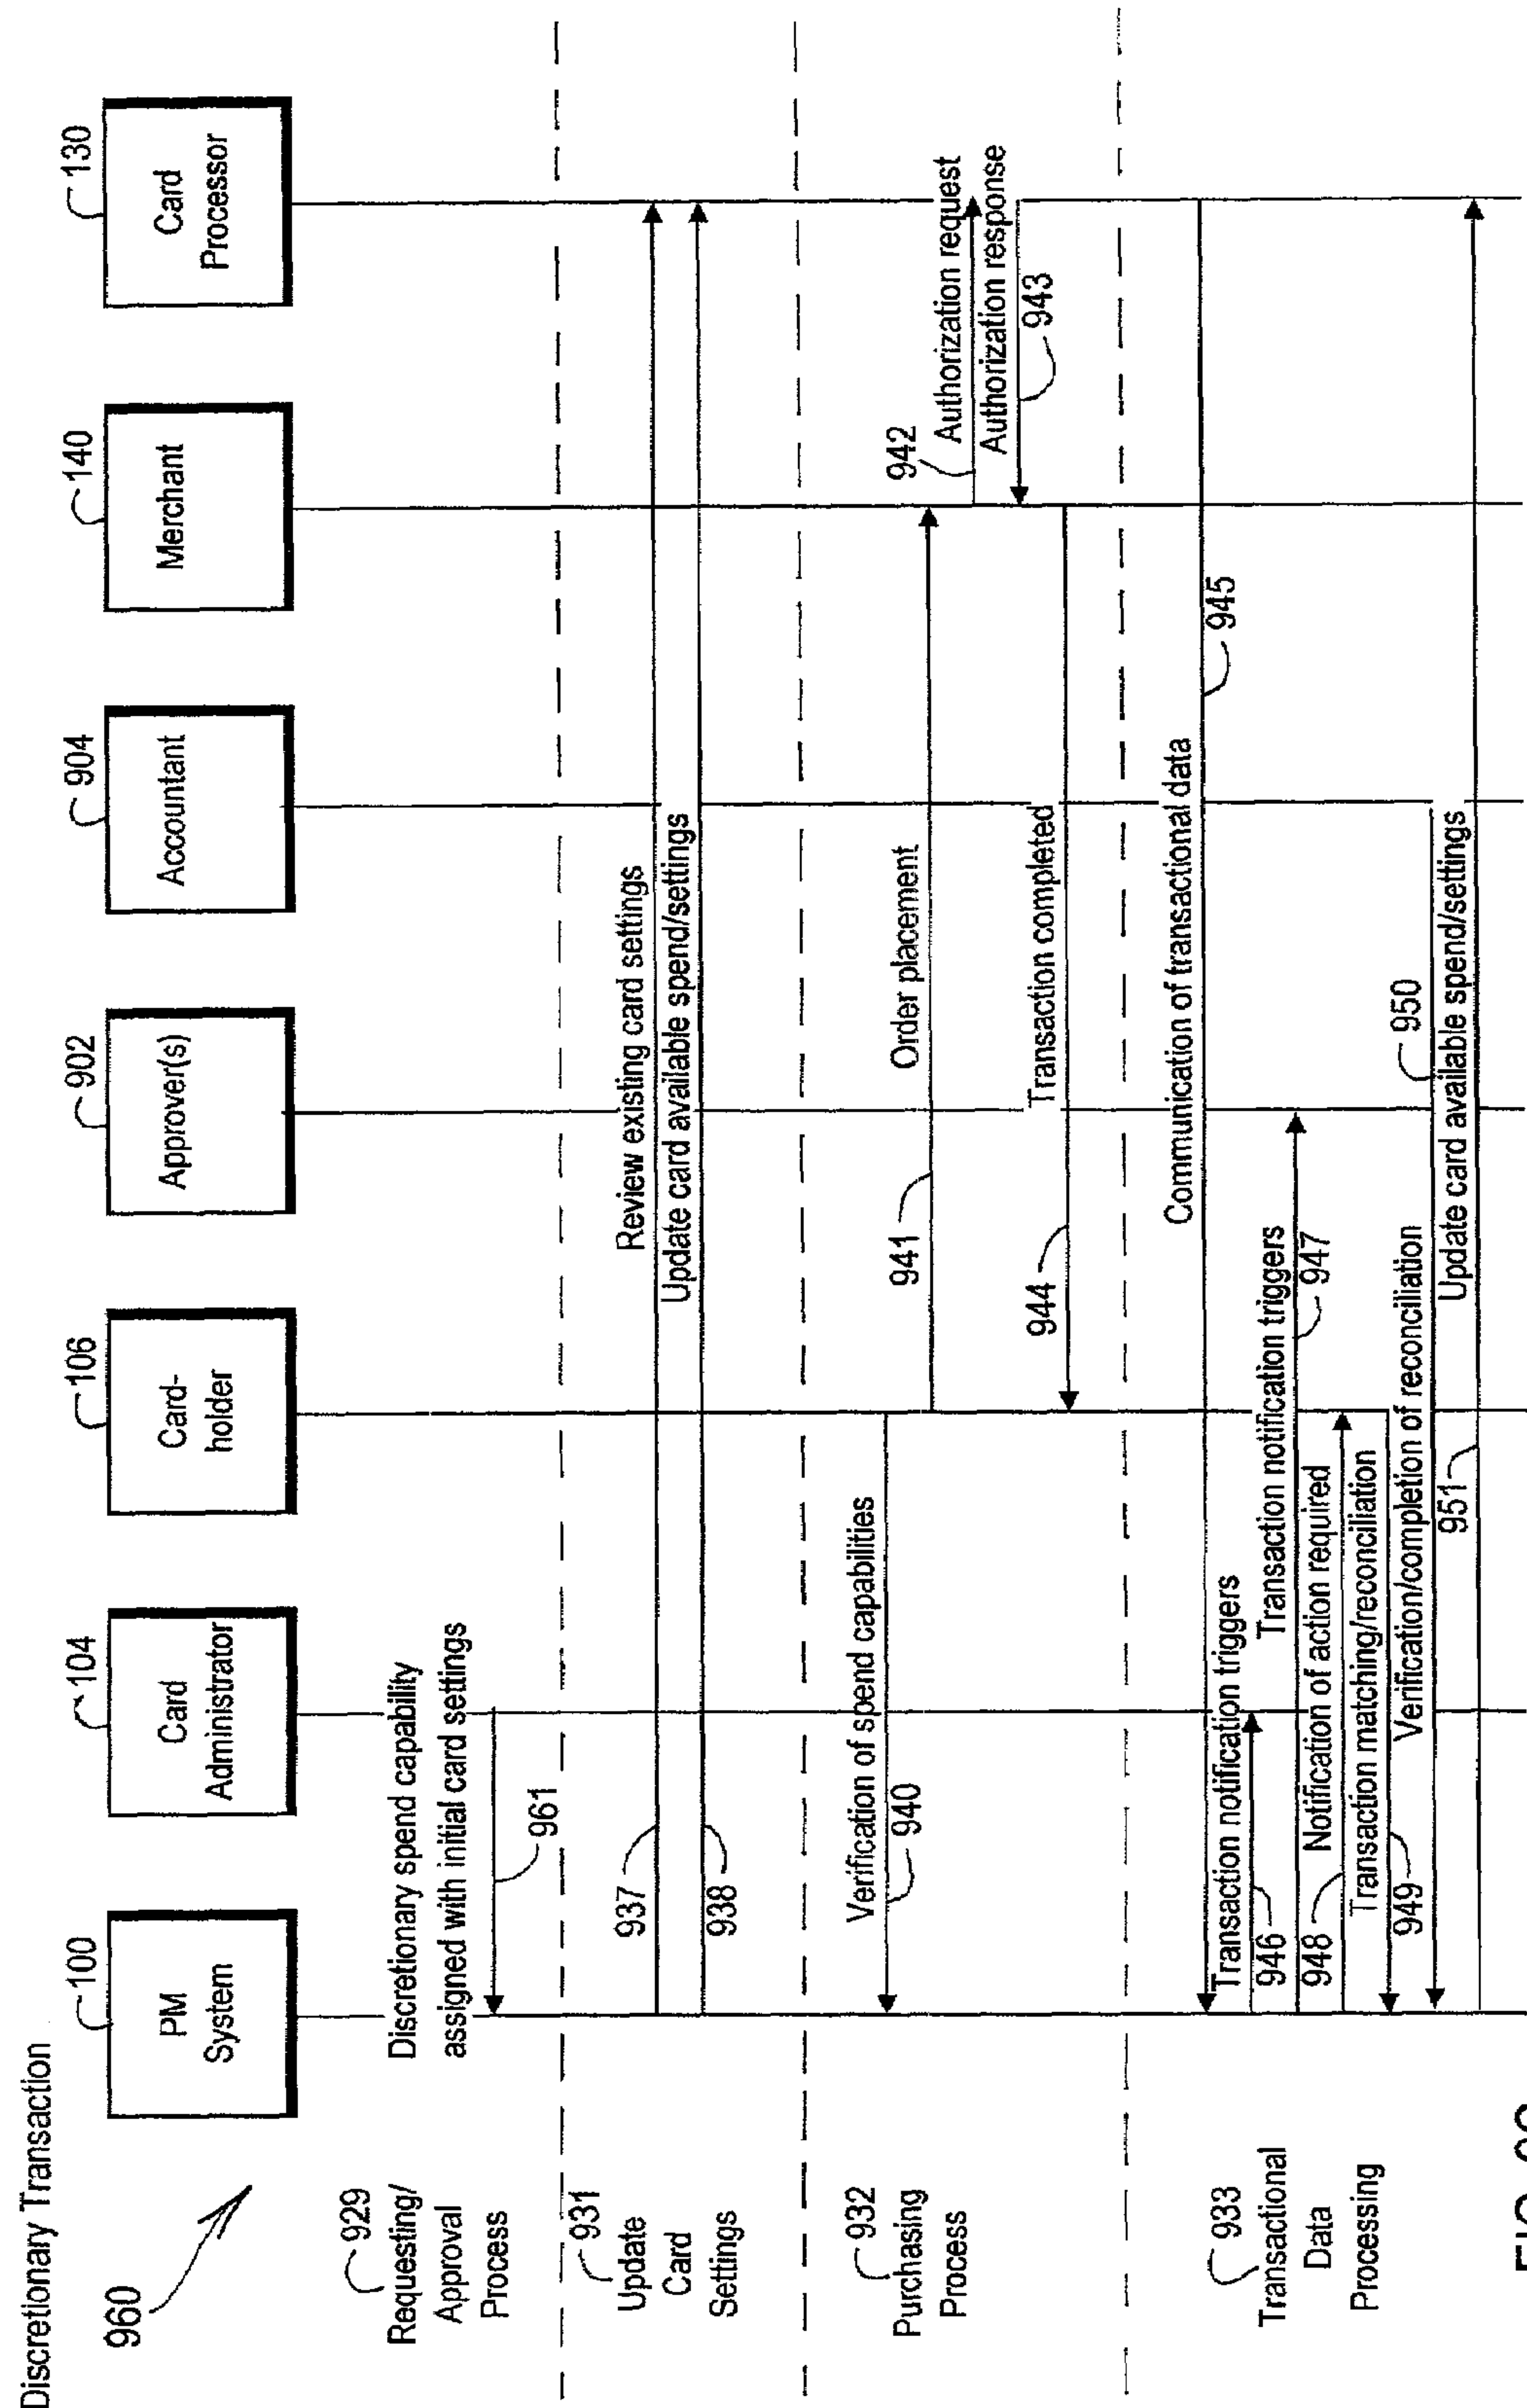 Discretionary Transaction
960
100
PM
System
104
Card
Administrator
106
Card-
holder
902
Approver(s)
904
Accountant
140
Merchant
130
Card
Processor
929
Requesting/
Approval
Process
Discretionary spend capability
assigned with initial card settings
961
931
Update
Card
Settings
937
Review existing card settings
938
Update card available spend/settings
932
Purchasing
Process
Verification of spend capabilities
940
941
Order placement
942
Authorization request
Authorization response
943
944
Transaction completed
933
Transactional
Data
Processing
Communication of transactional data
945
Transaction notification triggers
946
Transaction notification triggers
947
948
Notification of action required
Transaction matching/reconciliation
949
Verification/completion of reconciliation
950
951
Update card available spend/settings